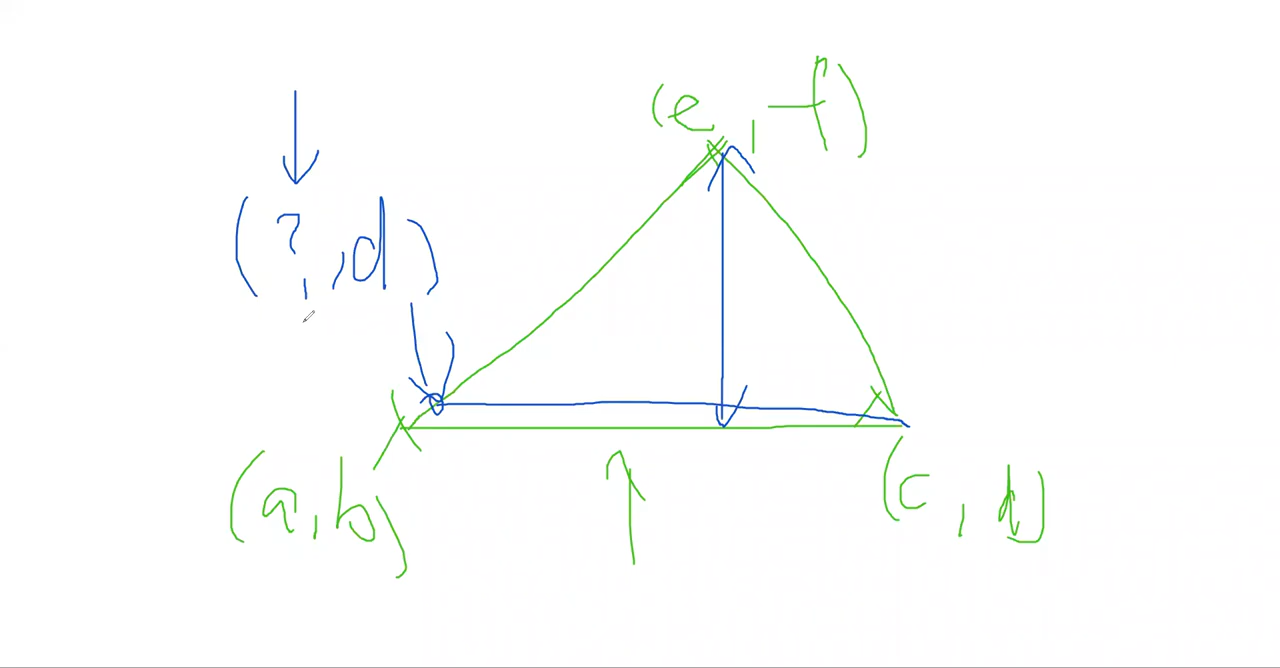 (e, f)
(?, d)
(a, b)
(c, d)